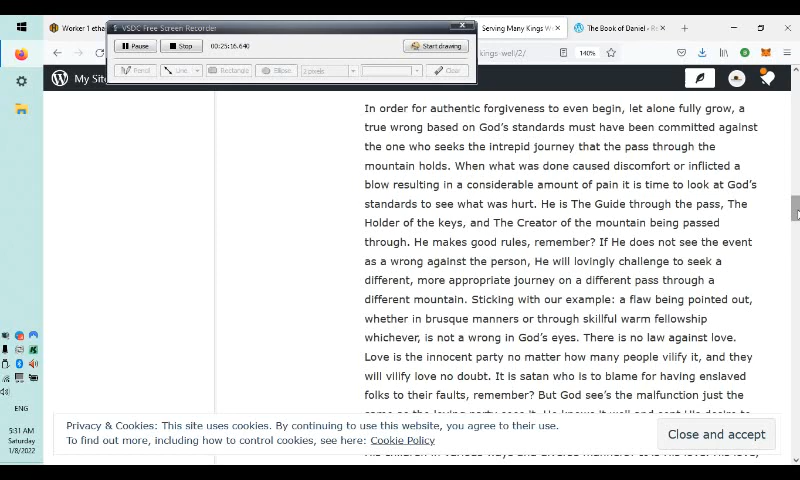 Worker 1 etha
VSDC Free Screen Recorder
Serving Many Kings W
The Book of Daniel - R
Pause
Stop
00:25:16.640
Start drawing
kings-well/2/
140%
Pencil
Line
Rectangle
Ellipse
2 pixels
Clear
My Sit
In order for authentic forgiveness to even begin, let alone fully grow, a
true wrong based on God's standards must have been committed against
the one who seeks the intrepid journey that the pass through the
mountain holds. When what was done caused discomfort or inflicted a
blow resulting in a considerable amount of pain it is time to look at God's
standards to see what was hurt. He is The Guide through the pass, The
Holder of the keys, and The Creator of the mountain being passed
through. He makes good rules, remember? If He does not see the event
as a wrong against the person, He will lovingly challenge to seek a
different, more appropriate journey on a different pass through a
different mountain. Sticking with our example: a flaw being pointed out,
whether in brusque manners or through skillful warm fellowship
whichever, is not a wrong in God's eyes. There is no law against love.
Love is the innocent party no matter how many people vilify it, and they
will vilify love no doubt. It is satan who is to blame for having enslaved
folks to their faults, remember? But God see's the malfunction just the
Privacy & Cookies: This site uses cookies. By continuing to use this website, you agree to their use.
To find out more, including how to control cookies, see here: Cookie Policy
Close and accept
ENG
5:31 AM
Saturday
1/8/2022